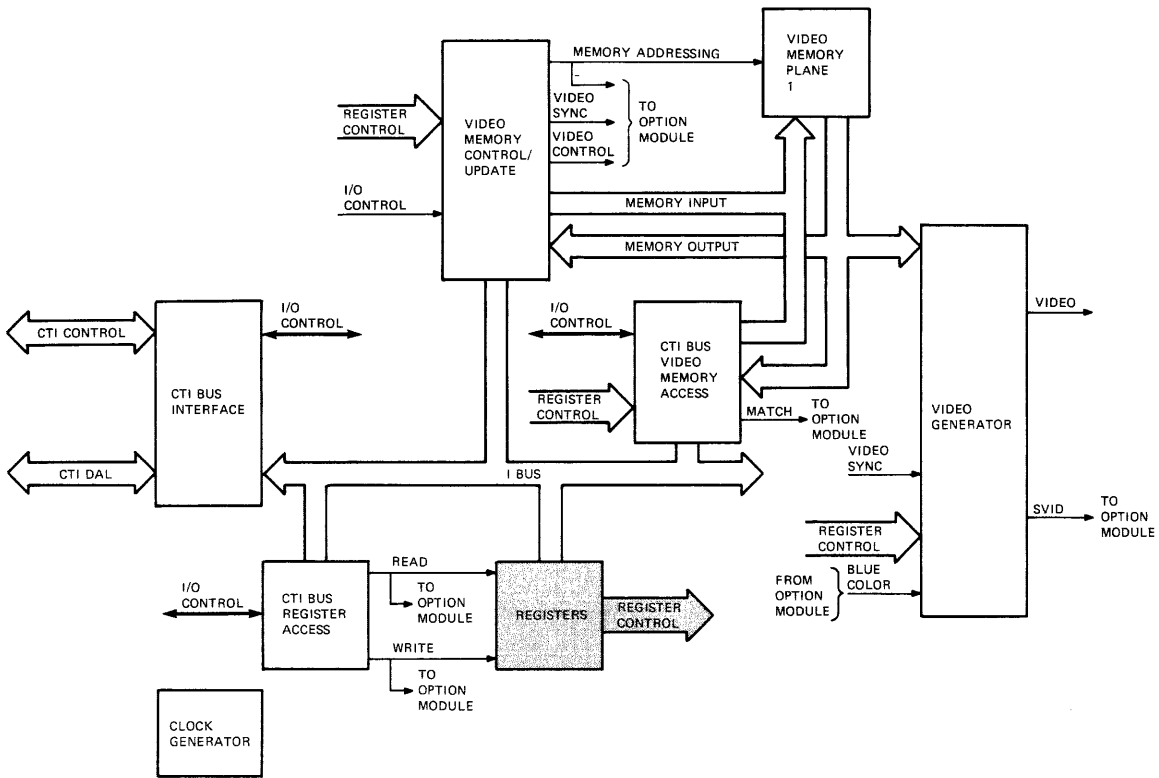 MEMORY ADDRESSING
VIDEO
MEMORY
PLANE
1
REGISTER
CONTROL
VIDEO
MEMORY
CONTROL/
UPDATE
VIDEO
SYNC
VIDEO
CONTROL
TO
OPTION
MODULE
I/O
CONTROL
MEMORY INPUT
MEMORY OUTPUT
CTI CONTROL
I/O
CONTROL
CTI BUS
INTERFACE
CTI DAL
I/O
CONTROL
CTI BUS
VIDEO
MEMORY
ACCESS
REGISTER
CONTROL
MATCH
TO
OPTION
MODULE
I BUS
VIDEO
GENERATOR
VIDEO
VIDEO
SYNC
SVID
TO
OPTION
MODULE
REGISTER
CONTROL
FROM
OPTION
MODULE
BLUE
COLOR
I/O
CONTROL
CTI BUS
REGISTER
ACCESS
READ
TO
OPTION
MODULE
WRITE
TO
OPTION
MODULE
REGISTERS
REGISTER
CONTROL
CLOCK
GENERATOR